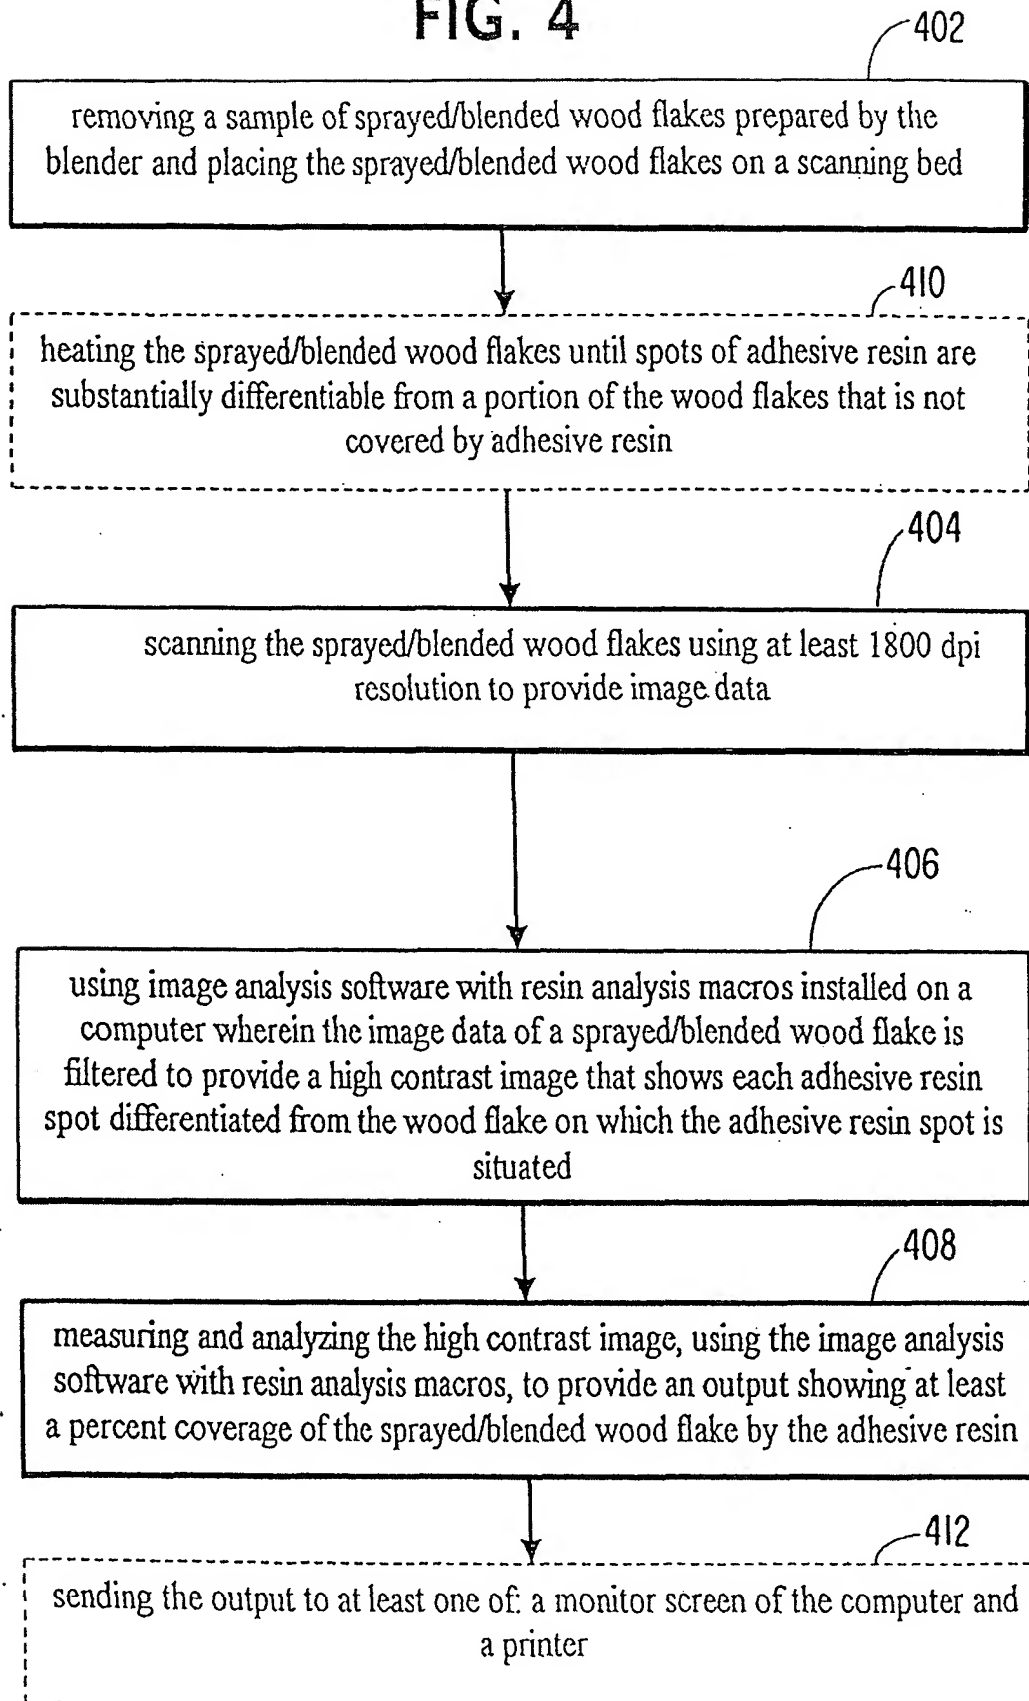 FIG. 4
402
removing a sample of sprayed/blended wood flakes prepared by the
blender and placing the sprayed/blended wood flakes on a scanning bed
410
heating the sprayed/blended wood flakes until spots of adhesive resin are
substantially differentiable from a portion of the wood flakes that is not
covered by adhesive resin
404
scanning the sprayed/blended wood flakes using at least 1800 dpi
resolution to provide image data
406
using image analysis software with resin analysis macros installed on a
computer wherein the image data of a sprayed/blended wood flake is
filtered to provide a high contrast image that shows each adhesive resin
spot differentiated from the wood flake on which the adhesive resin spot is
situated
408
measuring and analyzing the high contrast image, using the image analysis
software with resin analysis macros, to provide an output showing at least
a percent coverage of the sprayed/blended wood flake by the adhesive resin
412
sending the output to at least one of: a monitor screen of the computer and
a printer